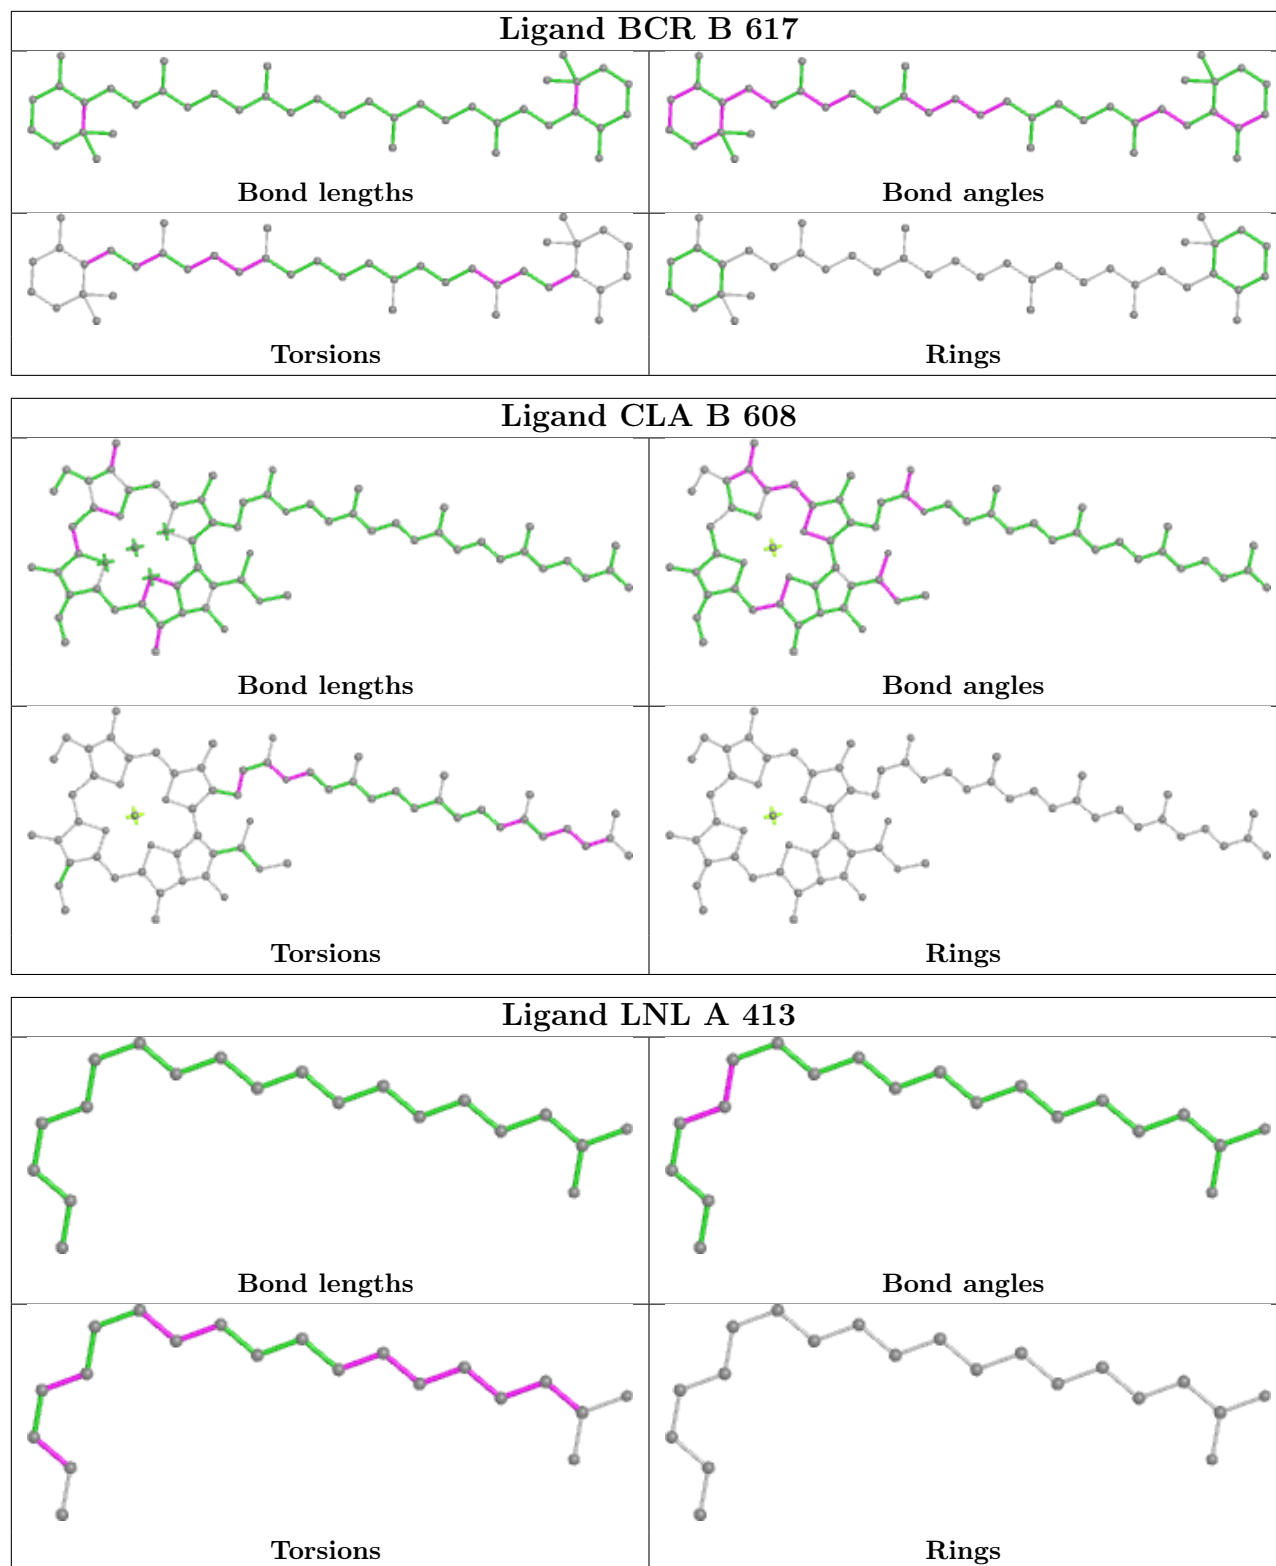 Ligand BCR B 617
Bond lengths
Bond angles
Torsions
Rings
Ligand CLA B 608
Bond lengths
Bond angles
Torsions
Rings
Ligand LNL A 413
Bond lengths
Bond angles
Torsions
Rings